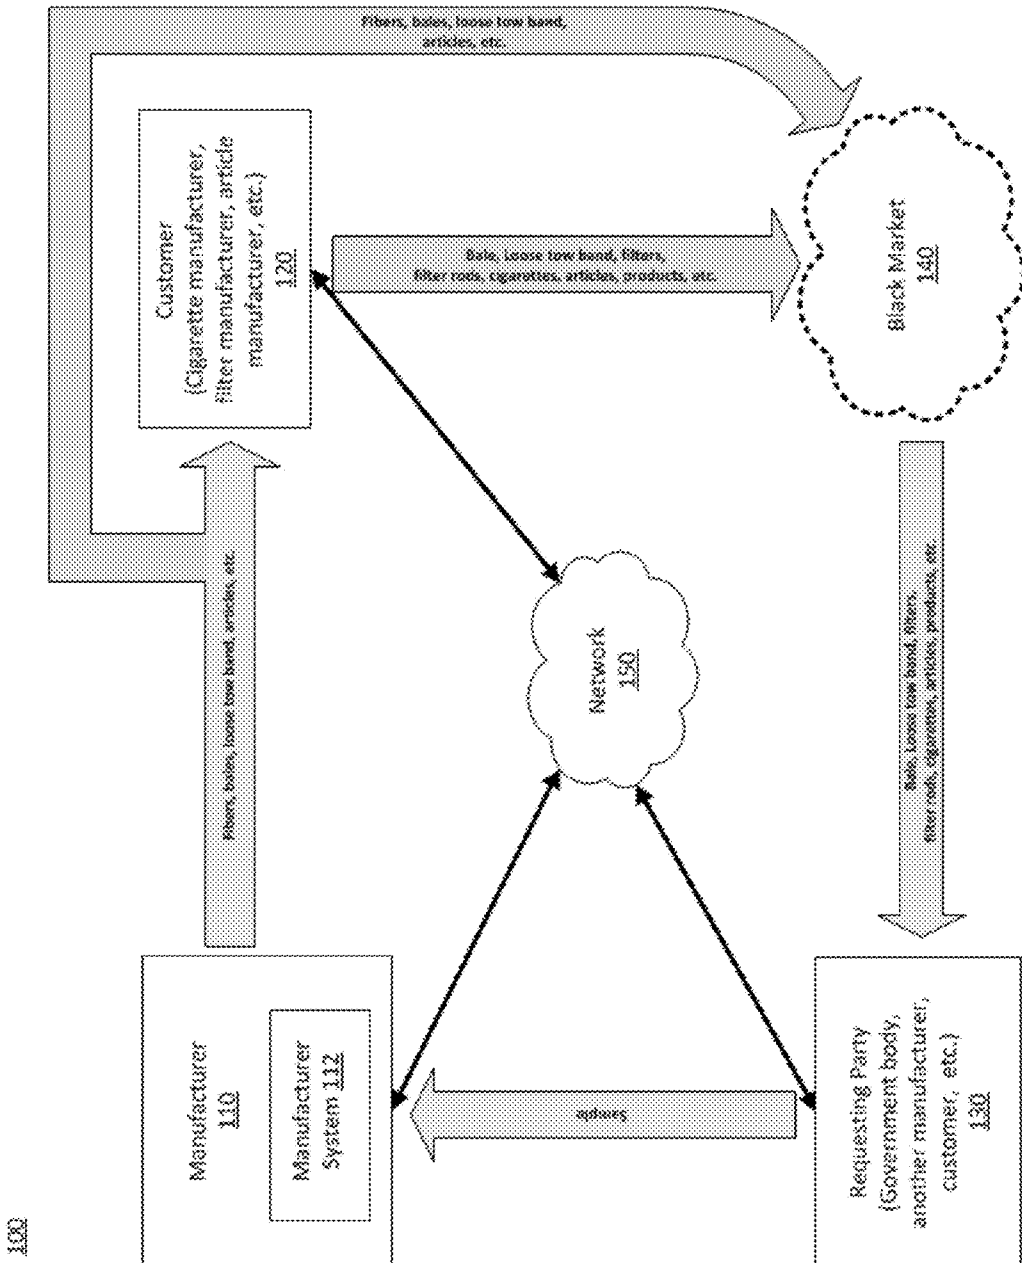 100
Manufacturer
110
Manufacturer
System 112
Fibers, bales, loose tow band, articles, etc.
Customer
(Cigarette manufacturer,
filter manufacturer, article
manufacturer, etc.)
120
Fibers, bales, loose tow band,
articles, etc.
Bale, Loose tow band, filters,
filter rods, cigarettes, articles, products, etc.
Network
150
Sample
Requesting Party
(Government body,
another manufacturer,
customer, etc.)
130
Bale, Loose tow band, filters,
filter rods, cigarettes, articles, products, etc.
Black Market
140